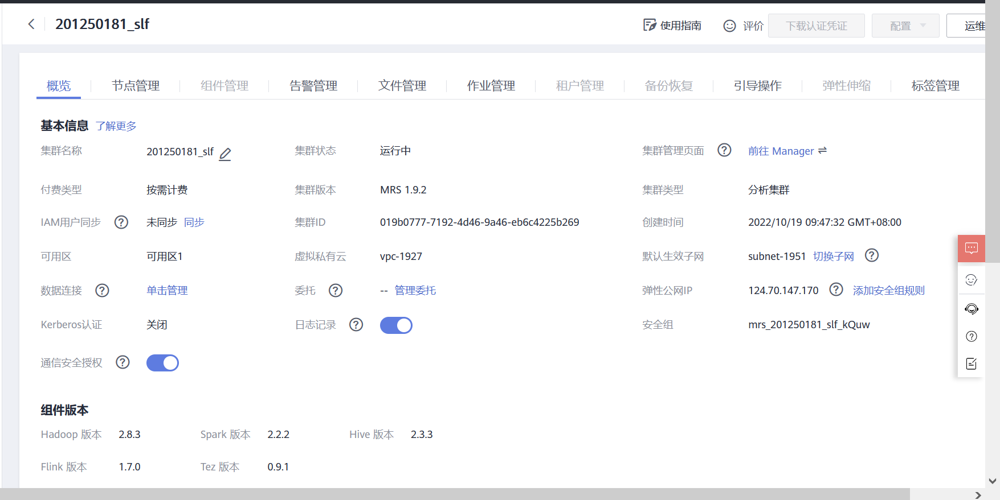 201250181_slf 使用指南 评价 下载认证凭证 配置 运维
概览 节点管理 组件管理 告警管理 文件管理 作业管理 租户管理 备份恢复 引导操作 弹性伸缩 标签管理
基本信息 了解更多
集群名称 201250181_slf 集群状态 运行中 集群管理页面 前往 Manager
付费类型 按需计费 集群版本 MRS 1.9.2 集群类型 分析集群
IAM用户同步 未同步 同步 集群ID 019b0777-7192-4d46-9a46-eb6c4225b269 创建时间 2022/10/19 09:47:32 GMT+08:00
可用区 可用区1 虚拟私有云 vpc-1927 默认生效子网 subnet-1951 切换子网
数据连接 单击管理 委托 -- 管理委托 弹性公网IP 124.70.147.170 添加安全组规则
Kerberos认证 关闭 日志记录 安全组 mrs_201250181_slf_kQuw
通信安全授权
组件版本
Hadoop 版本 2.8.3 Spark 版本 2.2.2 Hive 版本 2.3.3
Flink 版本 1.7.0 Tez 版本 0.9.1